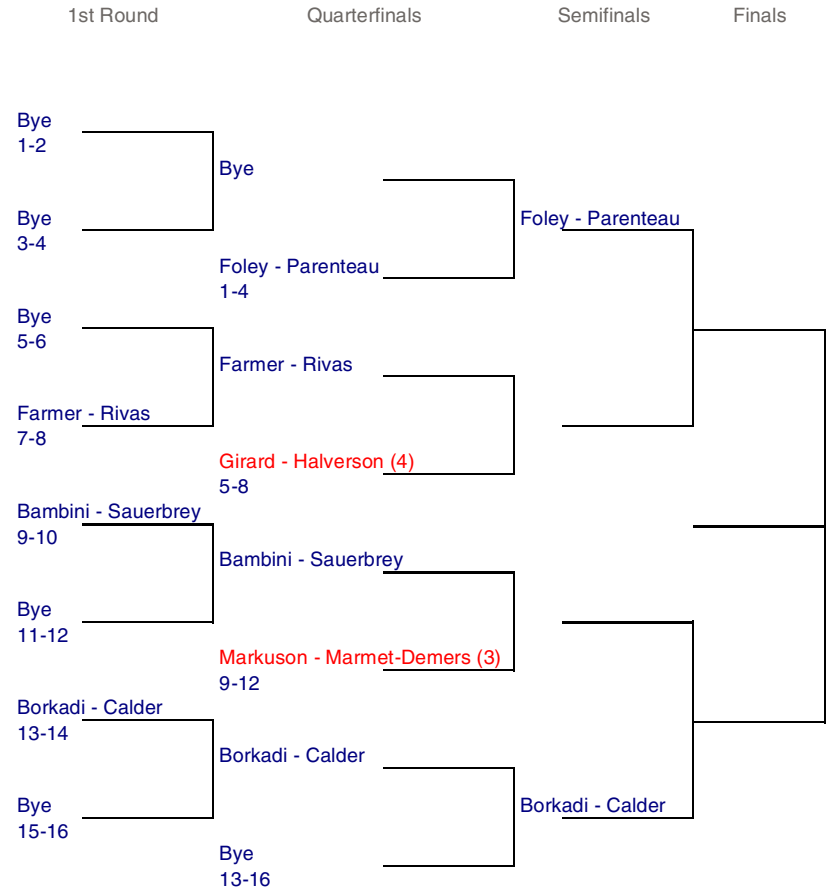 1st Round
Quarterfinals
Semifinals
Finals
Bye
1-2
Bye
Bye
3-4
Foley - Parenteau
Foley - Parenteau
1-4
Bye
5-6
Farmer - Rivas
Farmer - Rivas
7-8
Girard - Halverson (4)
5-8
Bambini - Sauerbrey
9-10
Bambini - Sauerbrey
Bye
11-12
Markuson - Marmet-Demers (3)
9-12
Borkadi - Calder
13-14
Borkadi - Calder
Bye
15-16
Borkadi - Calder
Bye
13-16